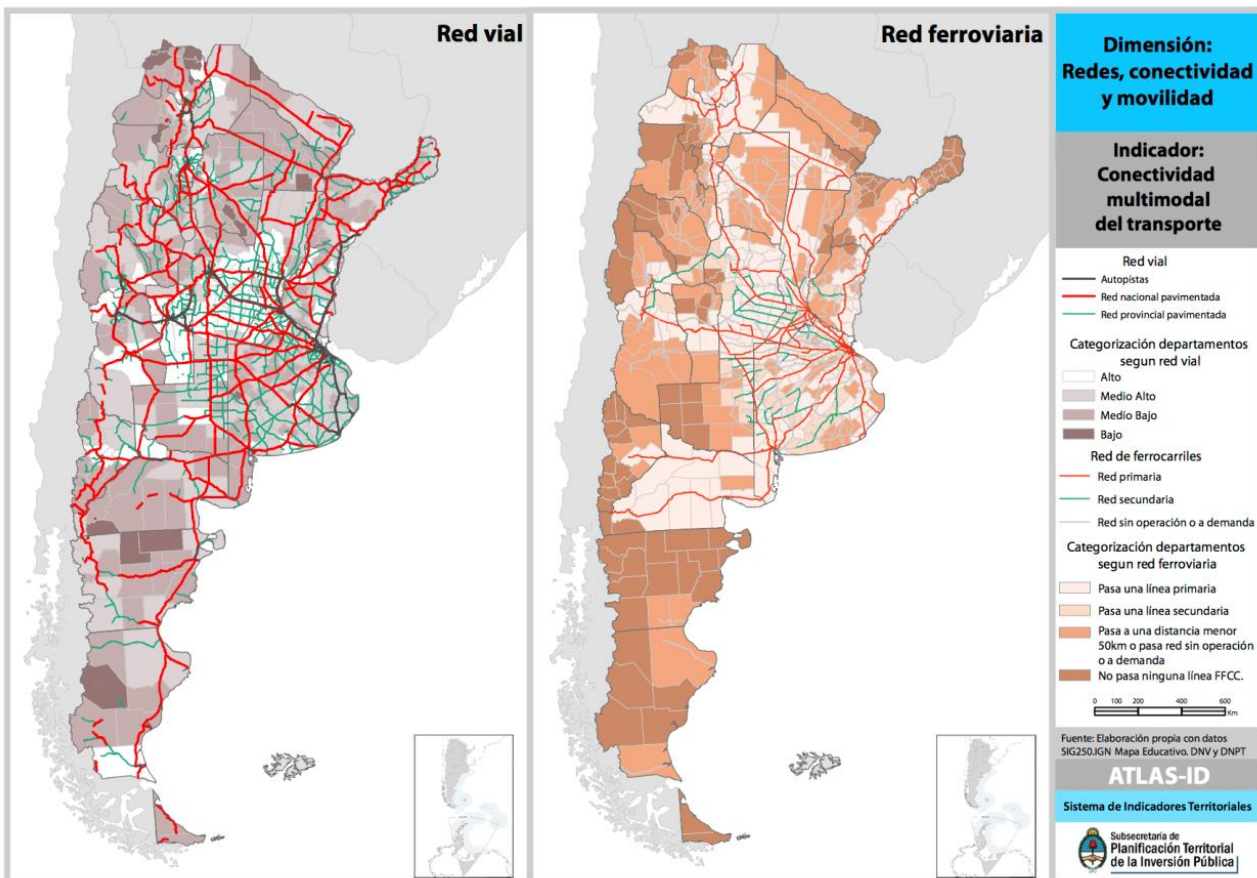 Red vial
Red ferroviaria
Dimensión:
Redes, conectividad
y movilidad
Indicador:
Conectividad
multimodal
del transporte
Red vial
Autopistas
Red nacional pavimentada
Red provincial pavimentada
Categorización departamentos
segun red vial
Alto
Medio Alto
Medio Bajo
Bajo
Red de ferrocarriles
Red primaria
Red secundaria
Red sin operación o a demanda
Categorización departamentos
segun red ferroviaria
Pasa una línea primaria
Pasa una línea secundaria
Pasa a una distancia menor
50km o pasa red sin operación
o a demanda
No pasa ninguna línea FFCC.
0 100 200 400 600
Km
Fuente: Elaboración propia con datos
SIG250.IGN Mapa Educativo. DNV y DNPT
ATLAS-ID
Sistema de Indicadores Territoriales
Subsecretaría de
Planificación Territorial
de la Inversión Pública